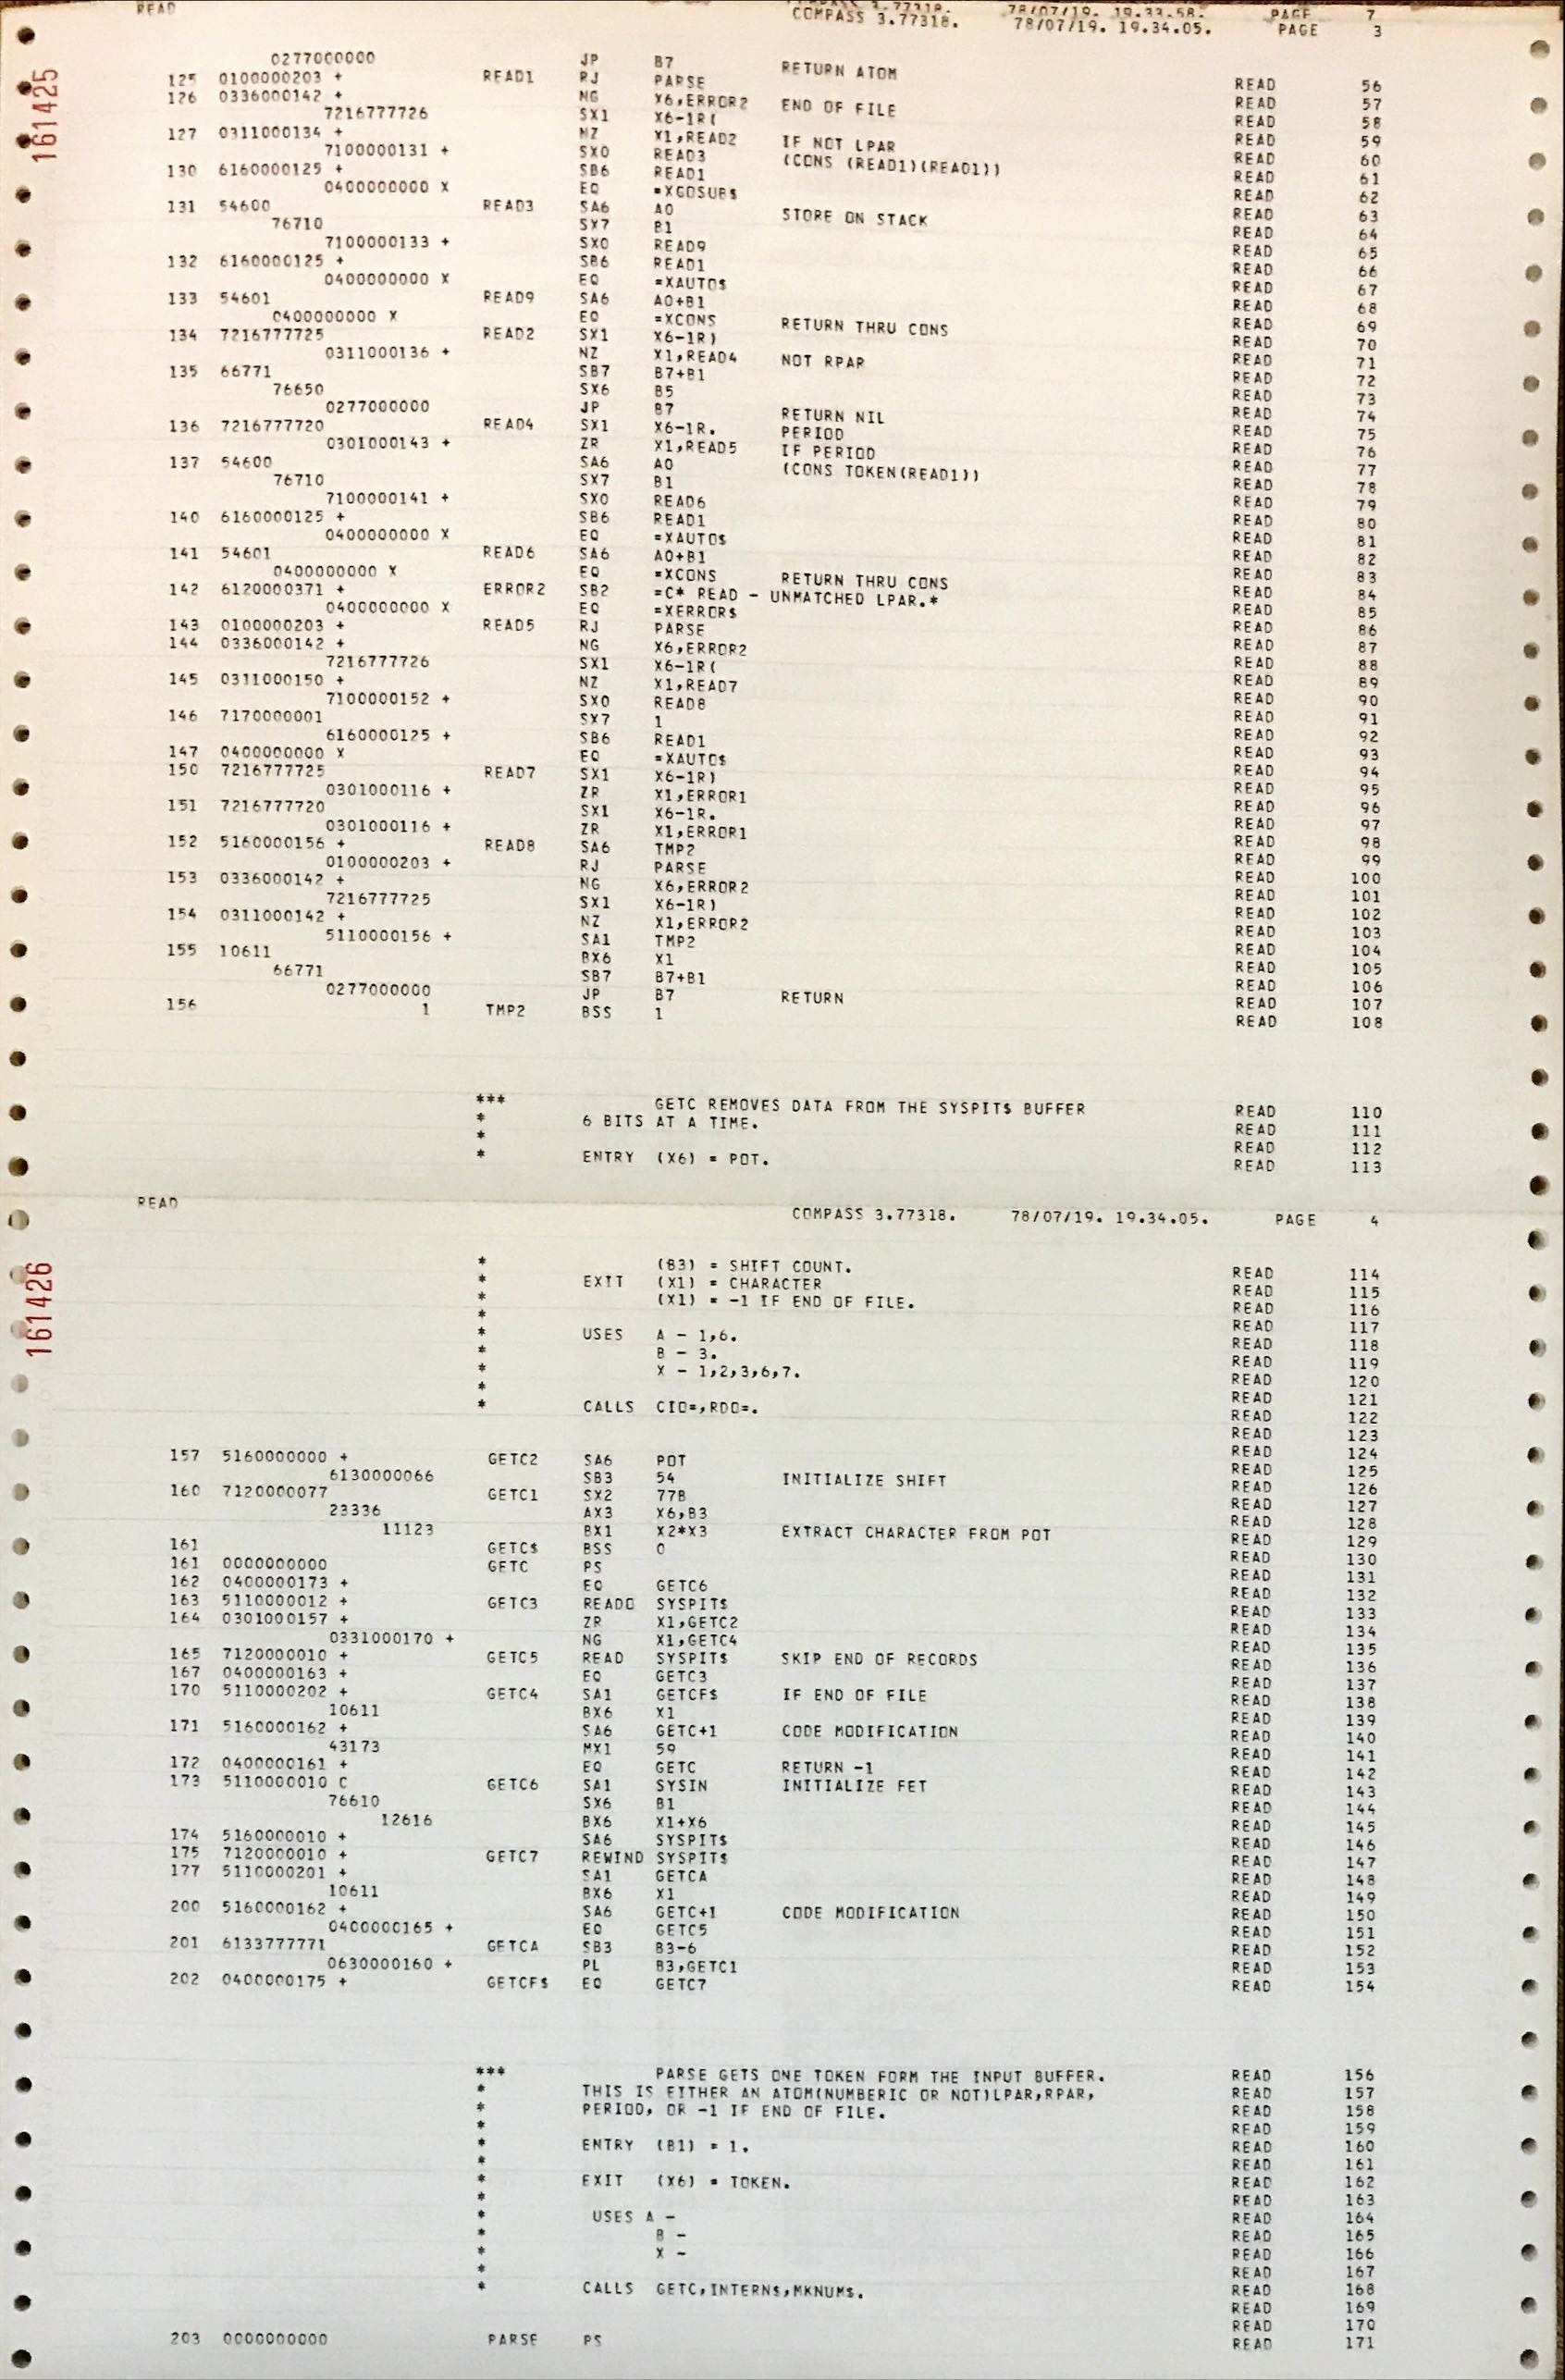 READ COMPASS 3.77318. 78/07/19. 19.33.58. PAGE 7
COMPASS 3.77318. 78/07/19. 19.34.05. PAGE 3
161425
0277000000 JP B7 RETURN ATOM READ 56
125 0100000203 + READ1 RJ PARSE READ 57
126 0336000142 + NG X6,ERROR2 END OF FILE READ 58
7216777726 SX1 X6-1R( READ 59
127 0311000134 + NZ X1,READ2 IF NOT LPAR READ 60
7100000131 + SX0 READ3 (CONS (READ1)(READ1)) READ 61
130 6160000125 + SB6 READ1 READ 62
0400000000 X EQ =XGOSUB$ READ 63
131 54600 READ3 SA6 A0 STORE ON STACK READ 64
76710 SX7 B1 READ 65
7100000133 + SX0 READ9 READ 66
132 6160000125 + SB6 READ1 READ 67
0400000000 X EQ =XAUTO$ READ 68
133 54601 READ9 SA6 A0+B1 READ 69
0400000000 X EQ =XCONS RETURN THRU CONS READ 70
134 7216777725 READ2 SX1 X6-1R) READ 71
0311000136 + NZ X1,READ4 NOT RPAR READ 72
135 66771 SB7 B7+B1 READ 73
76650 SX6 B5 READ 74
0277000000 JP B7 RETURN NIL READ 75
136 7216777720 READ4 SX1 X6-1R. PERIOD READ 76
0301000143 + ZR X1,READ5 IF PERIOD READ 77
137 54600 SA6 A0 (CONS TOKEN(READ1)) READ 78
76710 SX7 B1 READ 79
7100000141 + SX0 READ6 READ 80
140 6160000125 + SB6 READ1 READ 81
0400000000 X EQ =XAUTO$ READ 82
141 54601 READ6 SA6 A0+B1 READ 83
0400000000 X EQ =XCONS RETURN THRU CONS READ 84
142 6120000371 + ERROR2 SB2 =C* READ - UNMATCHED LPAR.* READ 85
0400000000 X EQ =XERROR$ READ 86
143 0100000203 + READ5 RJ PARSE READ 87
144 0336000142 + NG X6,ERROR2 READ 88
7216777726 SX1 X6-1R( READ 89
145 0311000150 + NZ X1,READ7 READ 90
7100000152 + SX0 READ8 READ 91
146 7170000001 SX7 1 READ 92
6160000125 + SB6 READ1 READ 93
147 0400000000 X EQ =XAUTO$ READ 94
150 7216777725 READ7 SX1 X6-1R) READ 95
0301000116 + ZR X1,ERROR1 READ 96
151 7216777720 SX1 X6-1R. READ 97
0301000116 + ZR X1,ERROR1 READ 98
152 5160000156 + READ8 SA6 TMP2 READ 99
0100000203 + RJ PARSE READ 100
153 0336000142 + NG X6,ERROR2 READ 101
7216777725 SX1 X6-1R) READ 102
154 0311000142 + NZ X1,ERROR2 READ 103
5110000156 + SA1 TMP2 READ 104
155 10611 BX6 X1 READ 105
66771 SB7 B7+B1 READ 106
0277000000 JP B7 RETURN READ 107
156 1 TMP2 BSS 1 READ 108
*** GETC REMOVES DATA FROM THE SYSPIT$ BUFFER READ 110
* 6 BITS AT A TIME. READ 111
* READ 112
* ENTRY (X6) = POT. READ 113
READ COMPASS 3.77318. 78/07/19. 19.34.05. PAGE 4
161426
* (B3) = SHIFT COUNT. READ 114
* EXIT (X1) = CHARACTER READ 115
* (X1) = -1 IF END OF FILE. READ 116
* READ 117
* USES A - 1,6. READ 118
* B - 3. READ 119
* X - 1,2,3,6,7. READ 120
* READ 121
* CALLS CIO=,RDO=. READ 122
READ 123
157 5160000000 + GETC2 SA6 POT READ 124
6130000066 SB3 54 INITIALIZE SHIFT READ 125
160 7120000077 GETC1 SX2 77B READ 126
23336 AX3 X6,B3 READ 127
11123 BX1 X2*X3 EXTRACT CHARACTER FROM POT READ 128
161 GETC$ BSS 0 READ 129
161 0000000000 GETC PS READ 130
162 0400000173 + EQ GETC6 READ 131
163 5110000012 + GETC3 READO SYSPIT$ READ 132
164 0301000157 + ZR X1,GETC2 READ 133
0331000170 + NG X1,GETC4 READ 134
165 7120000010 + GETC5 READ SYSPIT$ SKIP END OF RECORDS READ 135
167 0400000163 + EQ GETC3 READ 136
170 5110000202 + GETC4 SA1 GETCF$ IF END OF FILE READ 137
10611 BX6 X1 READ 138
171 5160000162 + SA6 GETC+1 CODE MODIFICATION READ 139
43173 MX1 59 READ 140
172 0400000161 + EQ GETC RETURN -1 READ 141
173 5110000010 C GETC6 SA1 SYSIN INITIALIZE FET READ 142
76610 SX6 B1 READ 143
12616 BX6 X1+X6 READ 144
174 5160000010 + SA6 SYSPIT$ READ 145
175 7120000010 + GETC7 REWIND SYSPIT$ READ 146
177 5110000201 + SA1 GETCA READ 147
10611 BX6 X1 READ 148
200 5160000162 + SA6 GETC+1 CODE MODIFICATION READ 149
0400000165 + EQ GETC5 READ 150
201 6133777771 GETCA SB3 B3-6 READ 151
0630000160 + PL B3,GETC1 READ 152
202 0400000175 + GETCF$ EQ GETC7 READ 153
READ 154
*** PARSE GETS ONE TOKEN FORM THE INPUT BUFFER. READ 156
* THIS IS EITHER AN ATOM(NUMBERIC OR NOT)LPAR,RPAR, READ 157
* PERIOD, OR -1 IF END OF FILE. READ 158
* READ 159
* ENTRY (B1) = 1. READ 160
* READ 161
* EXIT (X6) = TOKEN. READ 162
* READ 163
* USES A - READ 164
* B - READ 165
* X - READ 166
* READ 167
* CALLS GETC,INTERN$,MKNUM$. READ 168
READ 169
READ 170
203 0000000000 PARSE PS READ 171